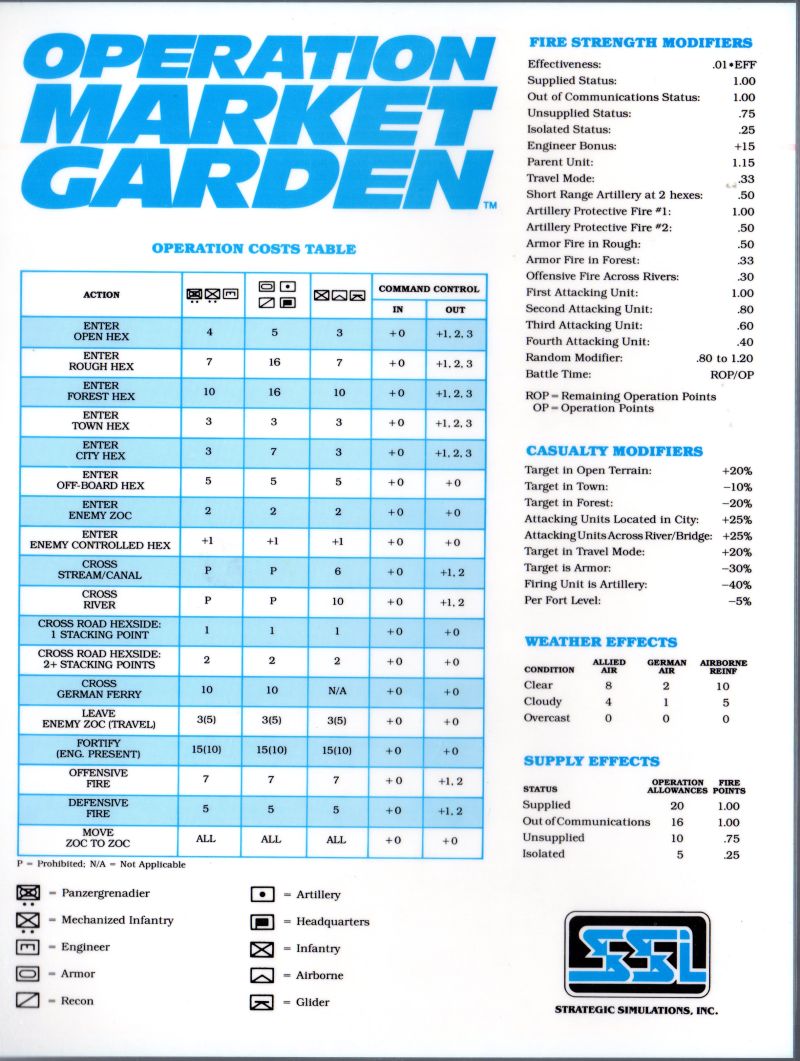 OPERATION
MARKET
GARDEN™
OPERATION COSTS TABLE
ACTION COMMAND CONTROL
IN OUT
ENTER
OPEN HEX 4 5 3 +0 +1, 2, 3
ENTER
ROUGH HEX 7 16 7 +0 +1, 2, 3
ENTER
FOREST HEX 10 16 10 +0 +1, 2, 3
ENTER
TOWN HEX 3 3 3 +0 +1, 2, 3
ENTER
CITY HEX 3 7 3 +0 +1, 2, 3
ENTER
OFF-BOARD HEX 5 5 5 +0 +0
ENTER
ENEMY ZOC 2 2 2 +0 +0
ENTER
ENEMY CONTROLLED HEX +1 +1 +1 +0 +0
CROSS
STREAM/CANAL P P 6 +0 +1, 2
CROSS
RIVER P P 10 +0 +1, 2
CROSS ROAD HEXSIDE:
1 STACKING POINT 1 1 1 +0 +0
CROSS ROAD HEXSIDE:
2+ STACKING POINTS 2 2 2 +0 +0
CROSS
GERMAN FERRY 10 10 N/A +0 +0
LEAVE
ENEMY ZOC (TRAVEL) 3(5) 3(5) 3(5) +0 +0
FORTIFY
(ENG. PRESENT) 15(10) 15(10) 15(10) +0 +0
OFFENSIVE
FIRE 7 7 7 +0 +1, 2
DEFENSIVE
FIRE 5 5 5 +0 +1, 2
MOVE
ZOC TO ZOC ALL ALL ALL +0 +0
P = Prohibited; N/A = Not Applicable
= Panzergrenadier
= Mechanized Infantry
= Engineer
= Armor
= Recon
= Artillery
= Headquarters
= Infantry
= Airborne
= Glider
FIRE STRENGTH MODIFIERS
Effectiveness: .01•EFF
Supplied Status: 1.00
Out of Communications Status: 1.00
Unsupplied Status: .75
Isolated Status: .25
Engineer Bonus: +15
Parent Unit: 1.15
Travel Mode: .33
Short Range Artillery at 2 hexes: .50
Artillery Protective Fire #1: 1.00
Artillery Protective Fire #2: .50
Armor Fire in Rough: .50
Armor Fire in Forest: .33
Offensive Fire Across Rivers: .30
First Attacking Unit: 1.00
Second Attacking Unit: .80
Third Attacking Unit: .60
Fourth Attacking Unit: .40
Random Modifier: .80 to 1.20
Battle Time: ROP/OP
ROP = Remaining Operation Points
OP = Operation Points
CASUALTY MODIFIERS
Target in Open Terrain: +20%
Target in Town: −10%
Target in Forest: −20%
Attacking Units Located in City: +25%
Attacking Units Across River/Bridge: +25%
Target in Travel Mode: +20%
Target is Armor: −30%
Firing Unit is Artillery: −40%
Per Fort Level: −5%
WEATHER EFFECTS
CONDITION ALLIED AIR GERMAN AIR AIRBORNE REINF
Clear 8 2 10
Cloudy 4 1 5
Overcast 0 0 0
SUPPLY EFFECTS
STATUS OPERATION ALLOWANCES FIRE POINTS
Supplied 20 1.00
Out of Communications 16 1.00
Unsupplied 10 .75
Isolated 5 .25
SSI
STRATEGIC SIMULATIONS, INC.